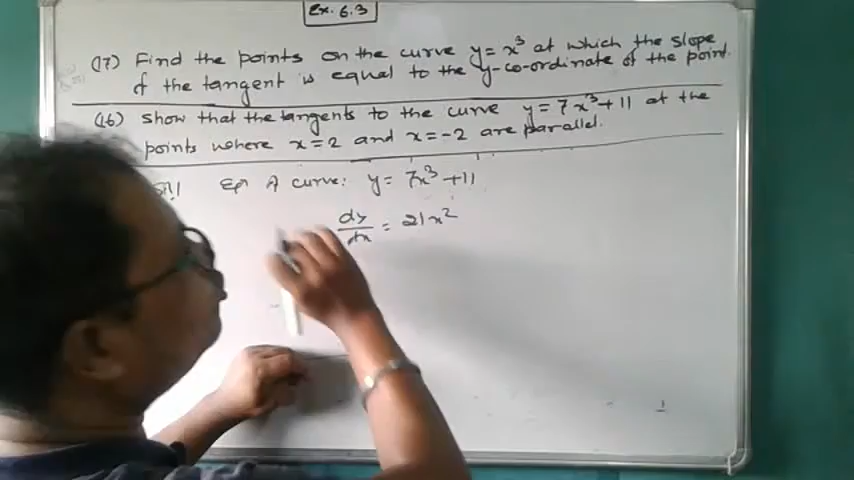 Ex. 6.3
(17) Find the points on the curve y = x³ at which the slope
of the tangent is equal to the y-co-ordinate of the point.
(16) Show that the tangents to the curve y = 7x³ + 11 at the
points where x = 2 and x = -2 are parallel.
curve: y = 7x³ + 11
dy/dx = 21x²